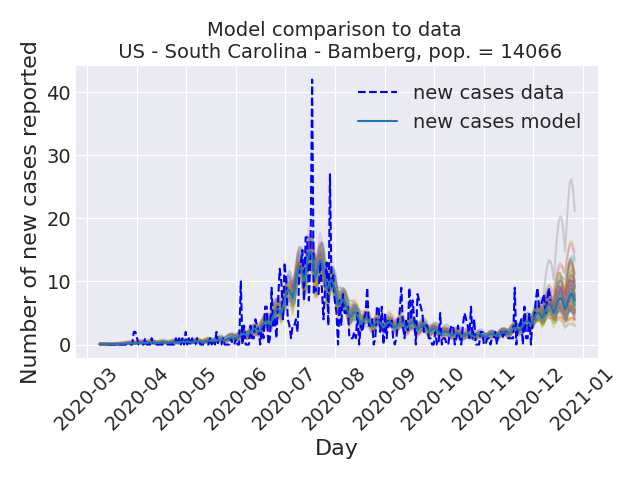 Model comparison to data
US - South Carolina - Bamberg, pop. = 14066
Number of new cases reported
40
30
20
10
0
new cases data
new cases model
2020-03
2020-04
2020-05
2020-06
2020-07
2020-08
2020-09
2020-10
2020-11
2020-12
2021-01
Day